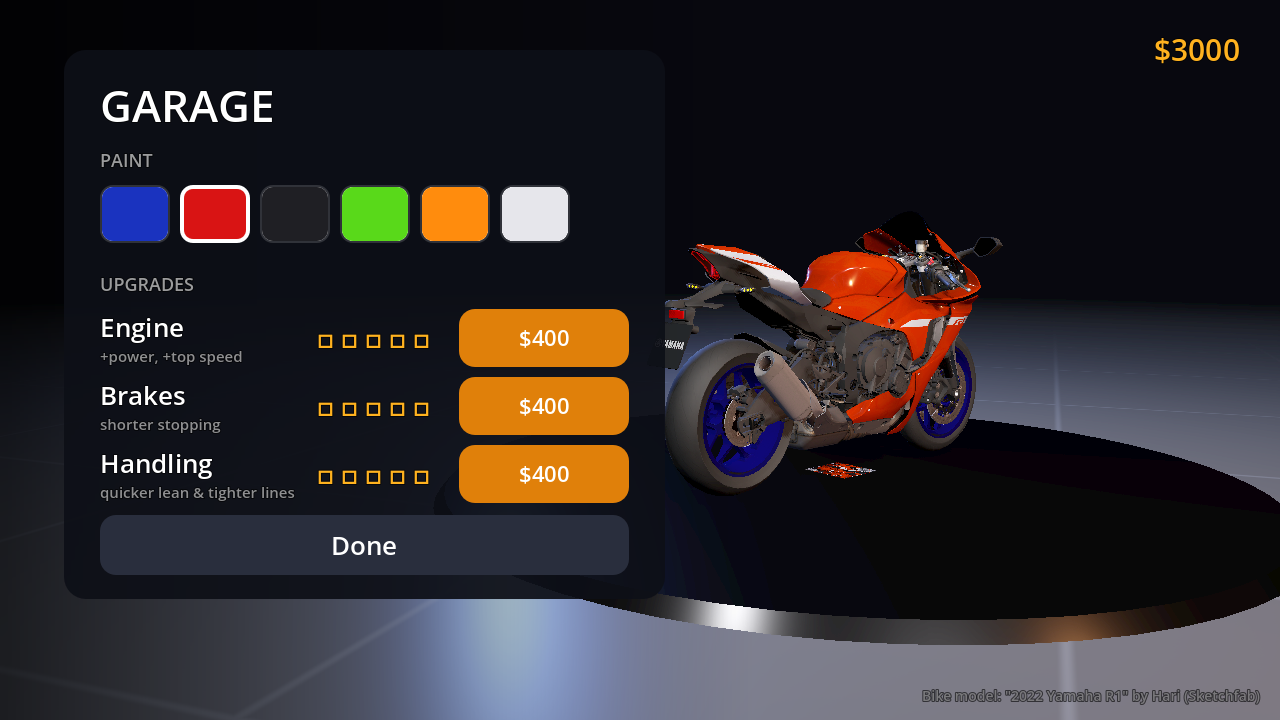 $3000
GARAGE
PAINT
UPGRADES
Engine
+power, +top speed
$400
Brakes
shorter stopping
$400
Handling
quicker lean & tighter lines
$400
Done
YAMAHA
Bike model: "2022 Yamaha R1" by Hari (Sketchfab)